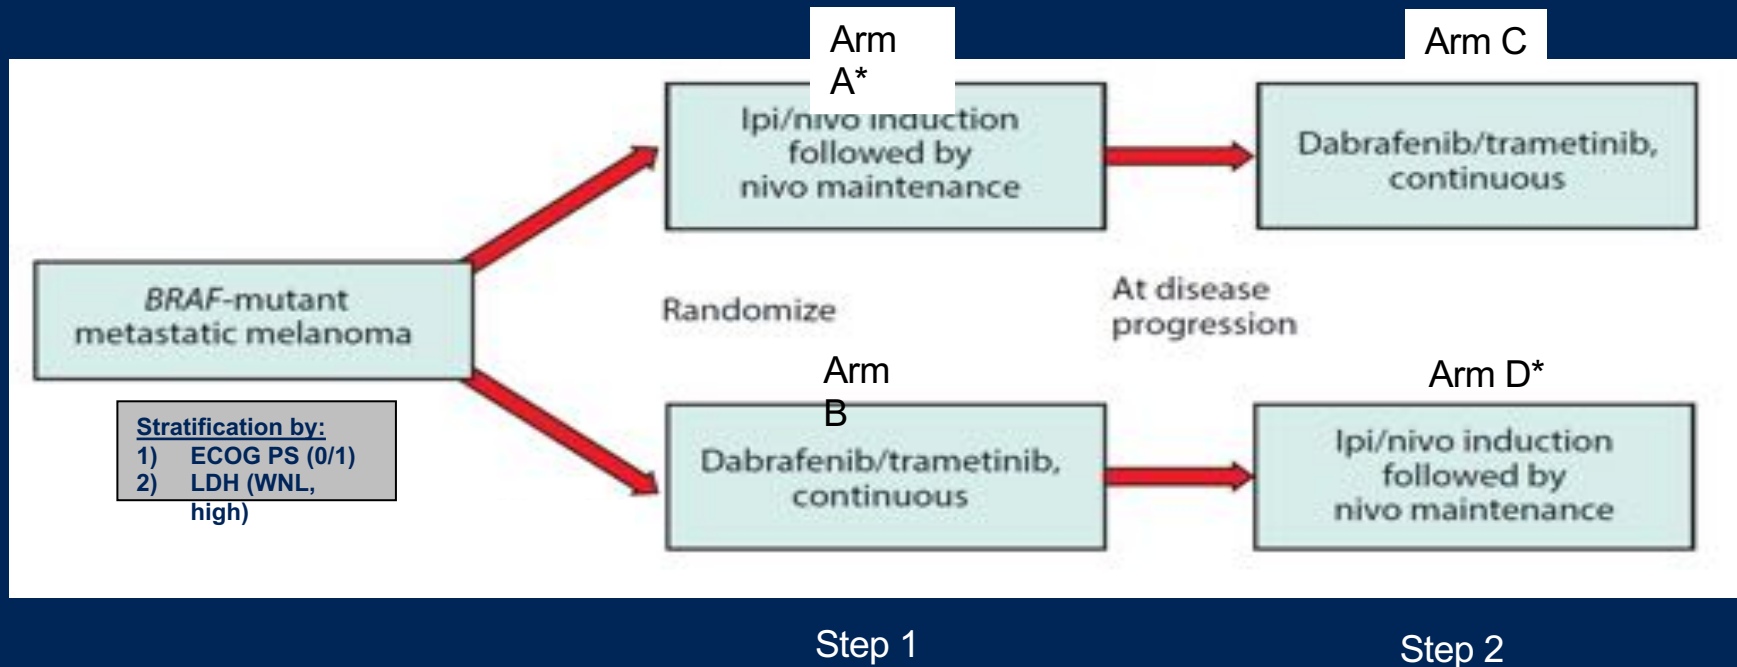 Arm
A*
Arm C
Ipi/nivo induction
followed by
nivo maintenance
Dabrafenib/trametinib,
continuous
BRAF-mutant
metastatic melanoma
Randomize
At disease
progression
Stratification by:
1) ECOG PS (0/1)
2) LDH (WNL,
high)
Arm
B
Arm D*
Dabrafenib/trametinib,
continuous
Ipi/nivo induction
followed by
nivo maintenance
Step 1
Step 2